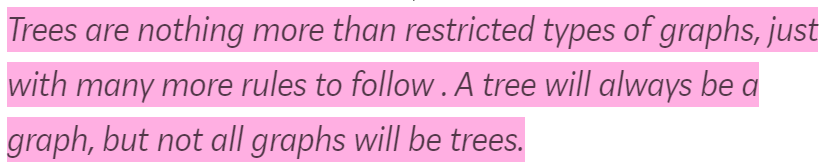 Trees are nothing more than restricted types of graphs, just
with many more rules to follow . A tree will always be a
graph, but not all graphs will be trees.